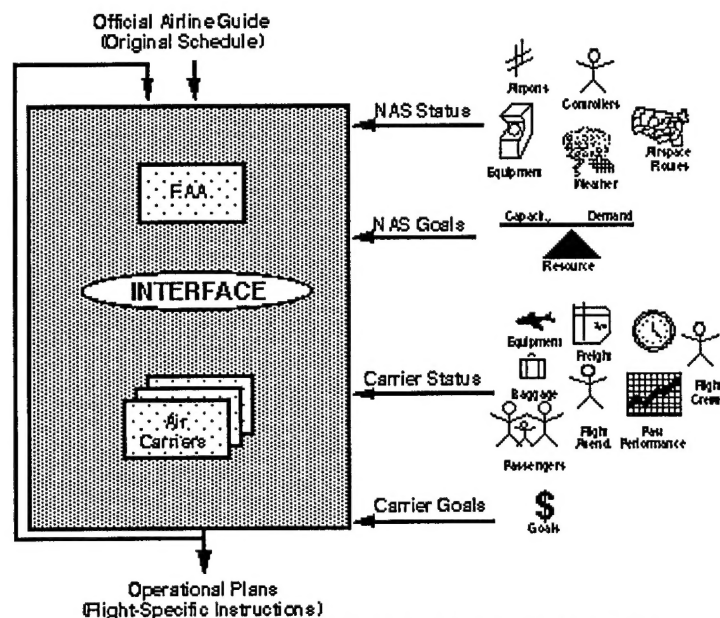 Official Airline Guide
(Original Schedule)
NAS Status
Airports
Controllers
Equipment
Weather
Airspace
Routes
FAA
NAS Goals
Capacity
Demand
Resource
INTERFACE
Carrier Status
Equipment
Freight
Baggage
Flight
Crews
Air
Carriers
Passengers
Flight
Attend.
Past
Performance
Carrier Goals
$
Goals
Operational Plans
(Flight-Specific Instructions)